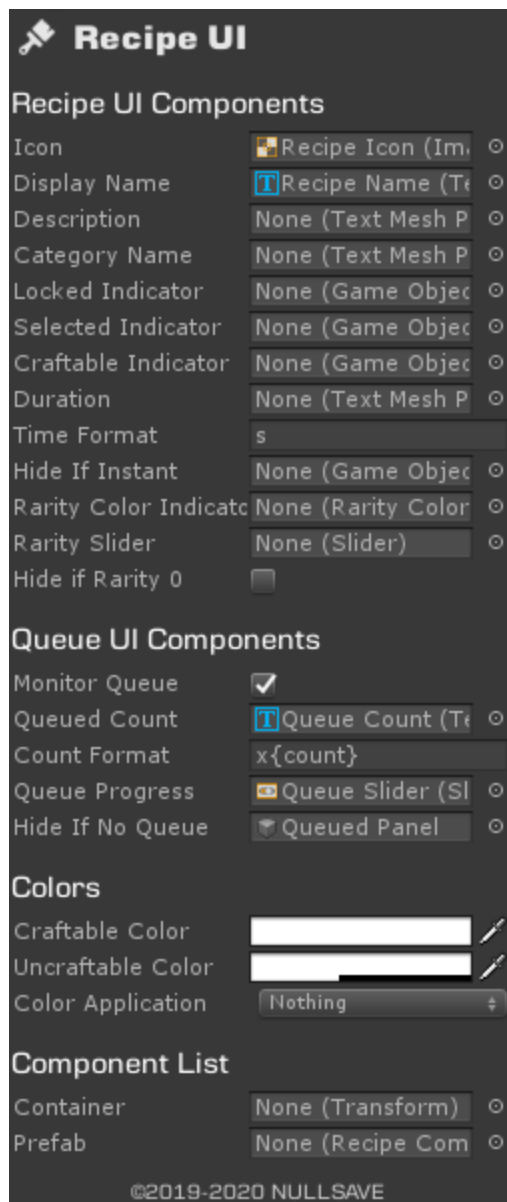 Recipe UI
Recipe UI Components
Icon Recipe Icon (Im
Display Name Recipe Name (Te
Description None (Text Mesh P
Category Name None (Text Mesh P
Locked Indicator None (Game Objec
Selected Indicator None (Game Objec
Craftable Indicator None (Game Objec
Duration None (Text Mesh P
Time Format s
Hide If Instant None (Game Objec
Rarity Color Indicato None (Rarity Color
Rarity Slider None (Slider)
Hide if Rarity 0
Queue UI Components
Monitor Queue
Queued Count Queue Count (Te
Count Format x{count}
Queue Progress Queue Slider (Sl
Hide If No Queue Queued Panel
Colors
Craftable Color
Uncraftable Color
Color Application Nothing
Component List
Container None (Transform)
Prefab None (Recipe Com
©2019-2020 NULLSAVE